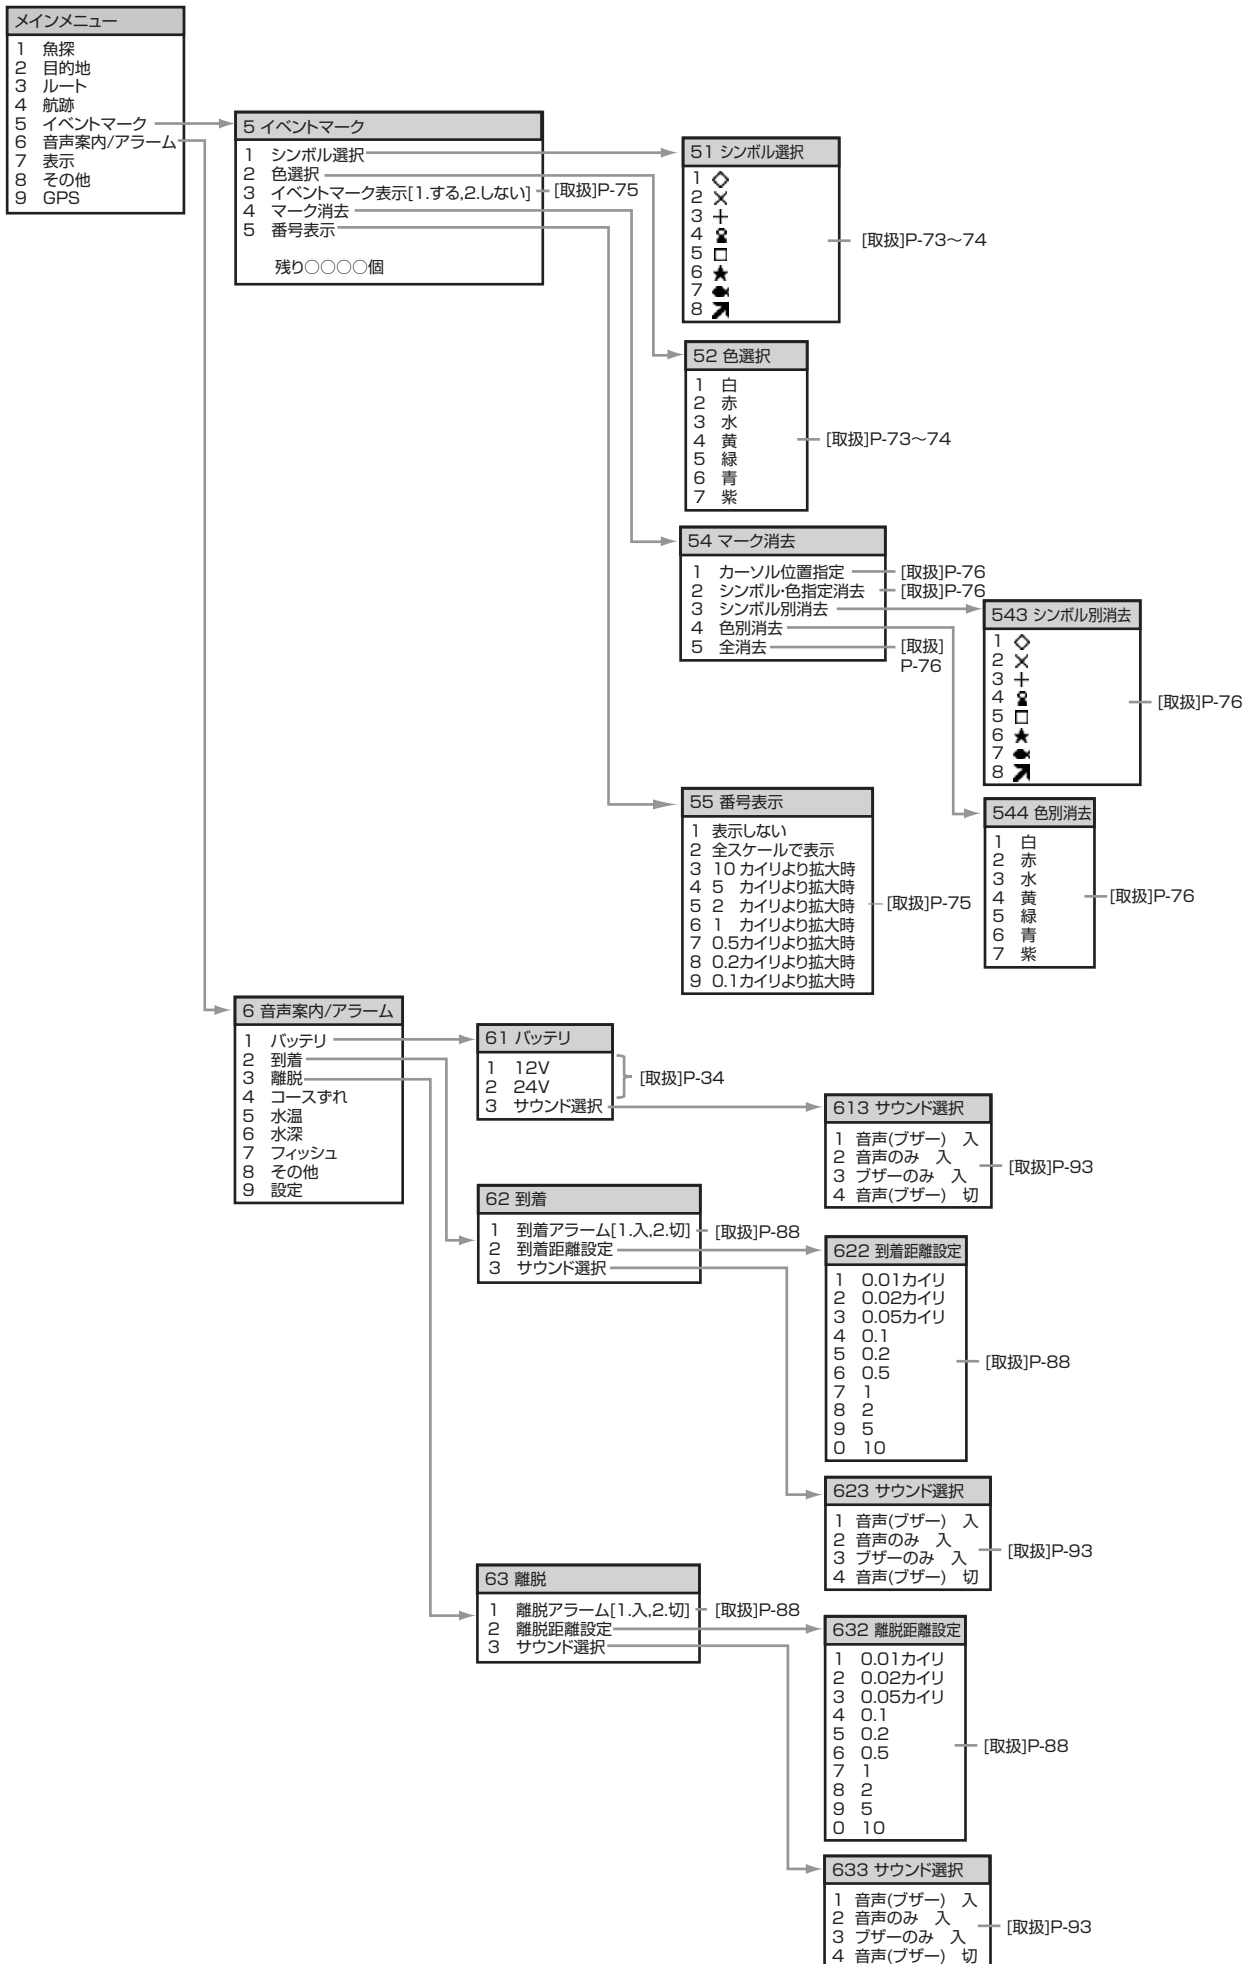 メインメニュー
1 魚探
2 目的地
3 ルート
4 航跡
5 イベントマーク
6 音声案内/アラーム
7 表示
8 その他
9 GPS
5 イベントマーク
1 シンボル選択
2 色選択
3 イベントマーク表示[1.する,2.しない]
[取扱]P-75
4 マーク消去
5 番号表示
残り○○○○個
51 シンボル選択
1 ◇
2 ×
3 +
4
5 □
6 ★
7
8
[取扱]P-73~74
52 色選択
1 白
2 赤
3 水
4 黄
5 緑
6 青
7 紫
[取扱]P-73~74
54 マーク消去
1 カーソル位置指定
[取扱]P-76
2 シンボル・色指定消去
[取扱]P-76
3 シンボル別消去
4 色別消去
5 全消去
[取扱]
P-76
543 シンボル別消去
1 ◇
2 ×
3 +
4
5 □
6 ★
7
8
[取扱]P-76
544 色別消去
1 白
2 赤
3 水
4 黄
5 緑
6 青
7 紫
[取扱]P-76
55 番号表示
1 表示しない
2 全スケールで表示
3 10 カイリより拡大時
4 5 カイリより拡大時
5 2 カイリより拡大時
6 1 カイリより拡大時
7 0.5カイリより拡大時
8 0.2カイリより拡大時
9 0.1カイリより拡大時
[取扱]P-75
6 音声案内/アラーム
1 バッテリ
2 到着
3 離脱
4 コースずれ
5 水温
6 水深
7 フィッシュ
8 その他
9 設定
61 バッテリ
1 12V
2 24V
3 サウンド選択
[取扱]P-34
613 サウンド選択
1 音声(ブザー) 入
2 音声のみ 入
3 ブザーのみ 入
4 音声(ブザー) 切
[取扱]P-93
62 到着
1 到着アラーム[1.入,2.切]
[取扱]P-88
2 到着距離設定
3 サウンド選択
622 到着距離設定
1 0.01カイリ
2 0.02カイリ
3 0.05カイリ
4 0.1
5 0.2
6 0.5
7 1
8 2
9 5
0 10
[取扱]P-88
623 サウンド選択
1 音声(ブザー) 入
2 音声のみ 入
3 ブザーのみ 入
4 音声(ブザー) 切
[取扱]P-93
63 離脱
1 離脱アラーム[1.入,2.切]
[取扱]P-88
2 離脱距離設定
3 サウンド選択
632 離脱距離設定
1 0.01カイリ
2 0.02カイリ
3 0.05カイリ
4 0.1
5 0.2
6 0.5
7 1
8 2
9 5
0 10
[取扱]P-88
633 サウンド選択
1 音声(ブザー) 入
2 音声のみ 入
3 ブザーのみ 入
4 音声(ブザー) 切
[取扱]P-93